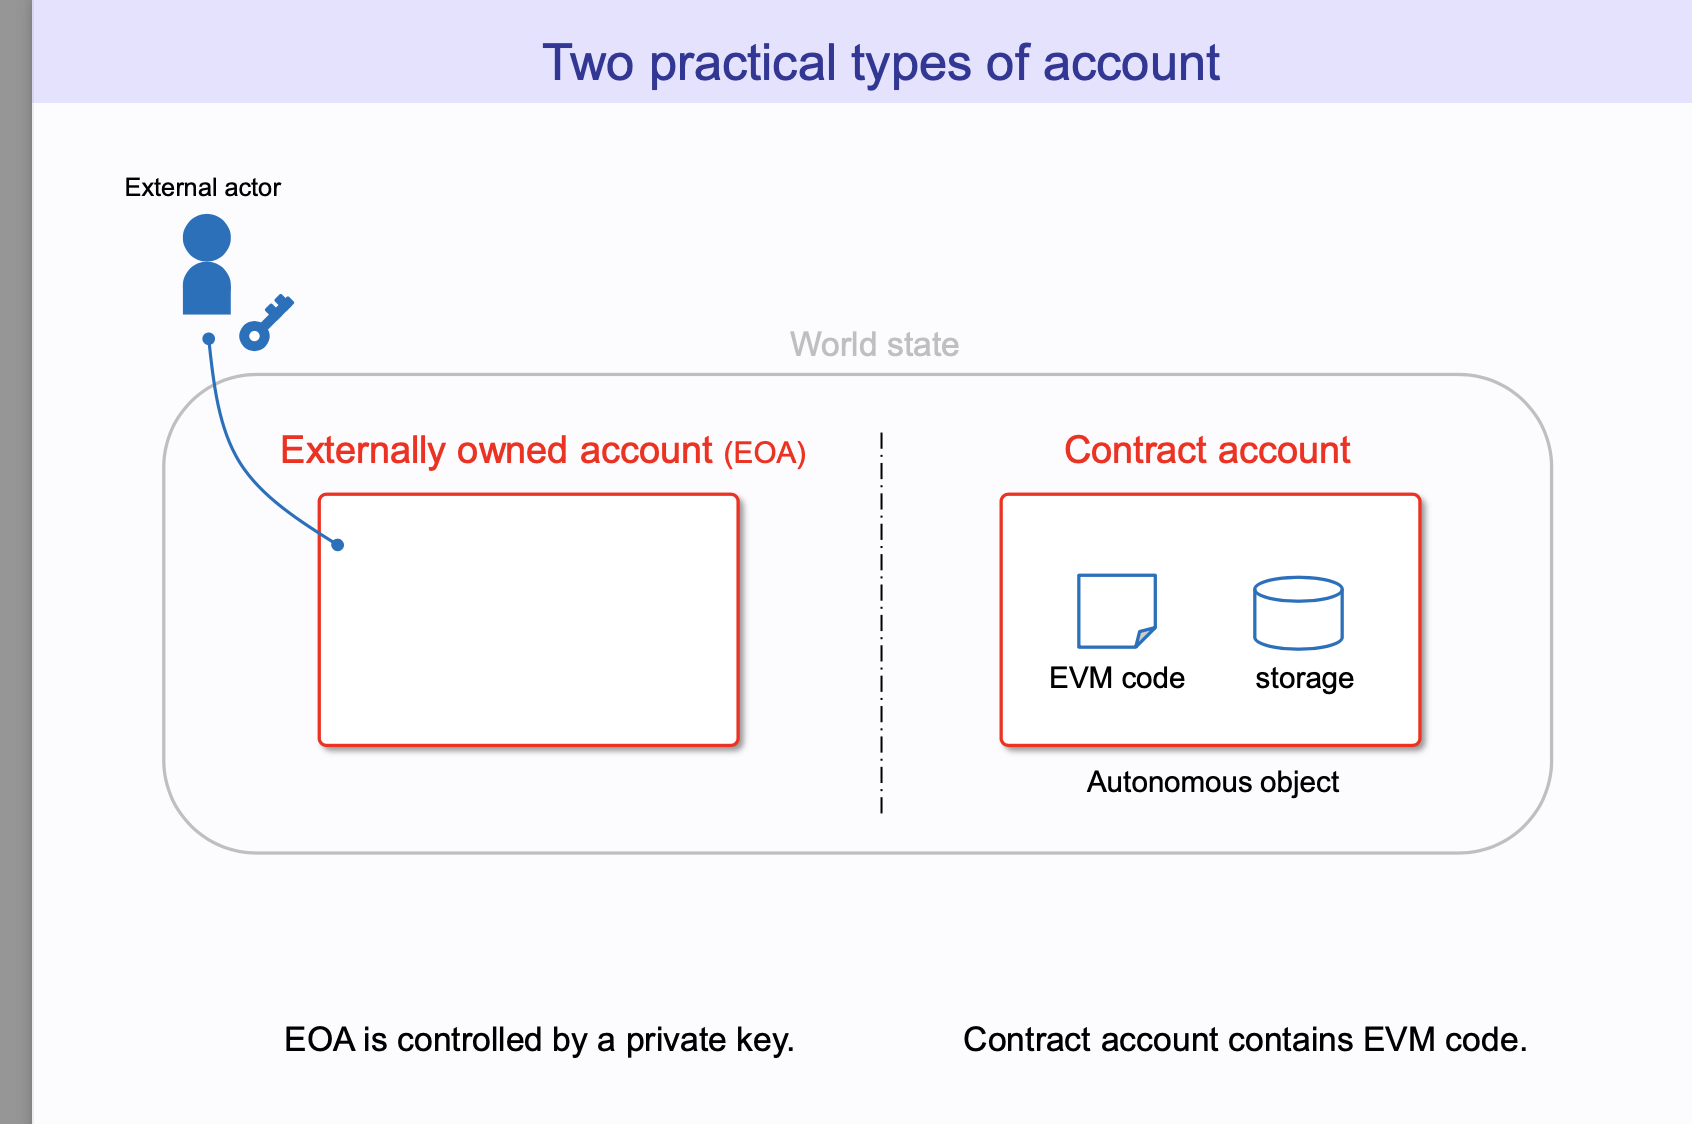 Two practical types of account
External actor
World state
Externally owned account (EOA)
Contract account
EVM code
storage
Autonomous object
EOA is controlled by a private key.
Contract account contains EVM code.